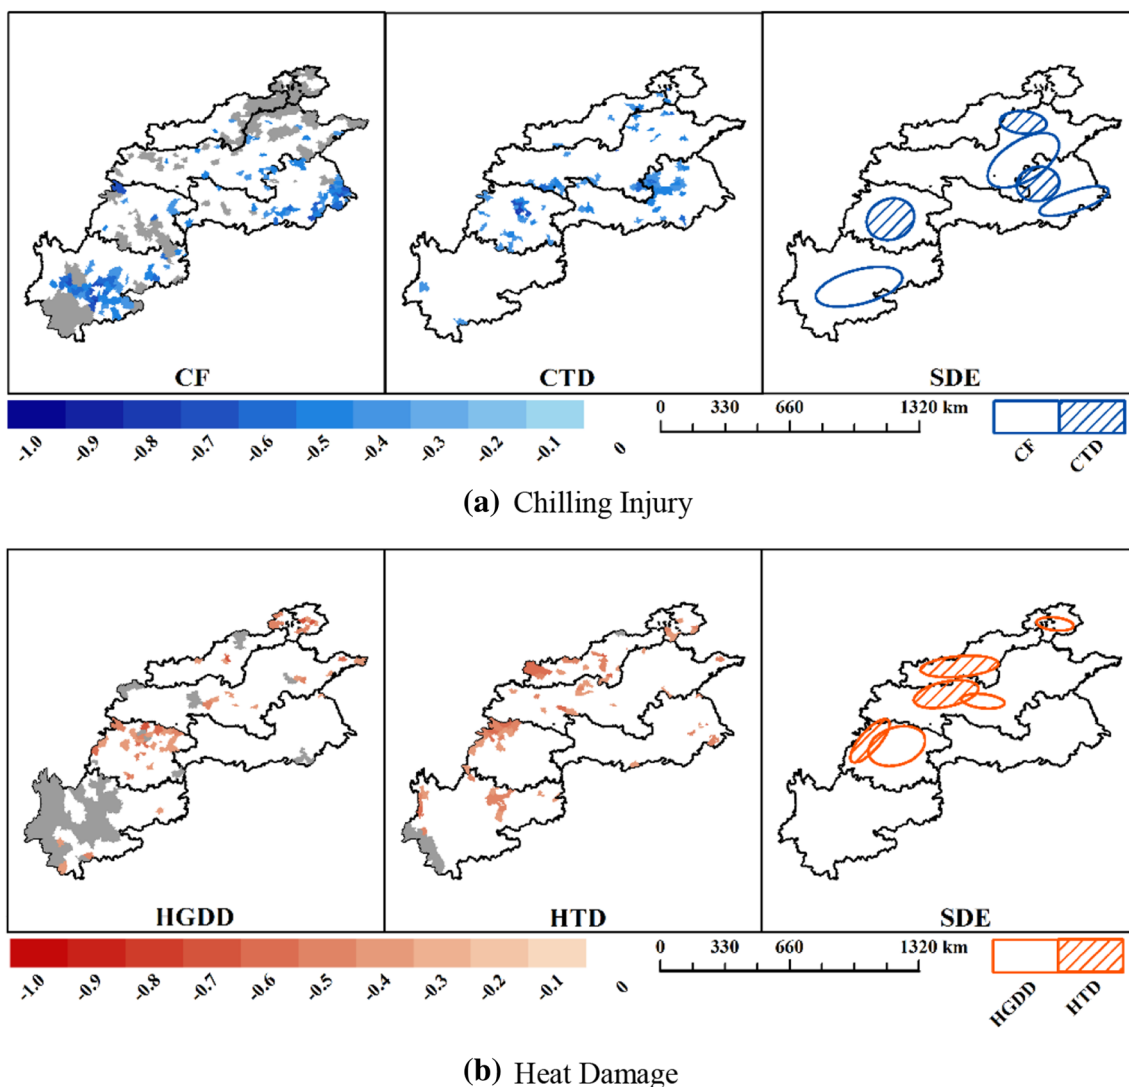 CF CTD SDE
0 330 660 1320 km
-1.0 -0.9 -0.8 -0.7 -0.6 -0.5 -0.4 -0.3 -0.2 -0.1 0
CF CTD
(a) Chilling Injury
HGDD HTD SDE
0 330 660 1320 km
-1.0 -0.9 -0.8 -0.7 -0.6 -0.5 -0.4 -0.3 -0.2 -0.1 0
HGDD HTD
(b) Heat Damage